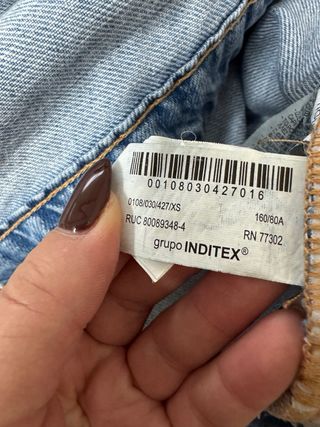 00108030427016
0108/030/427/XS
160/80A
RUC 80089348-4
RN 77302
grupo INDITEX®